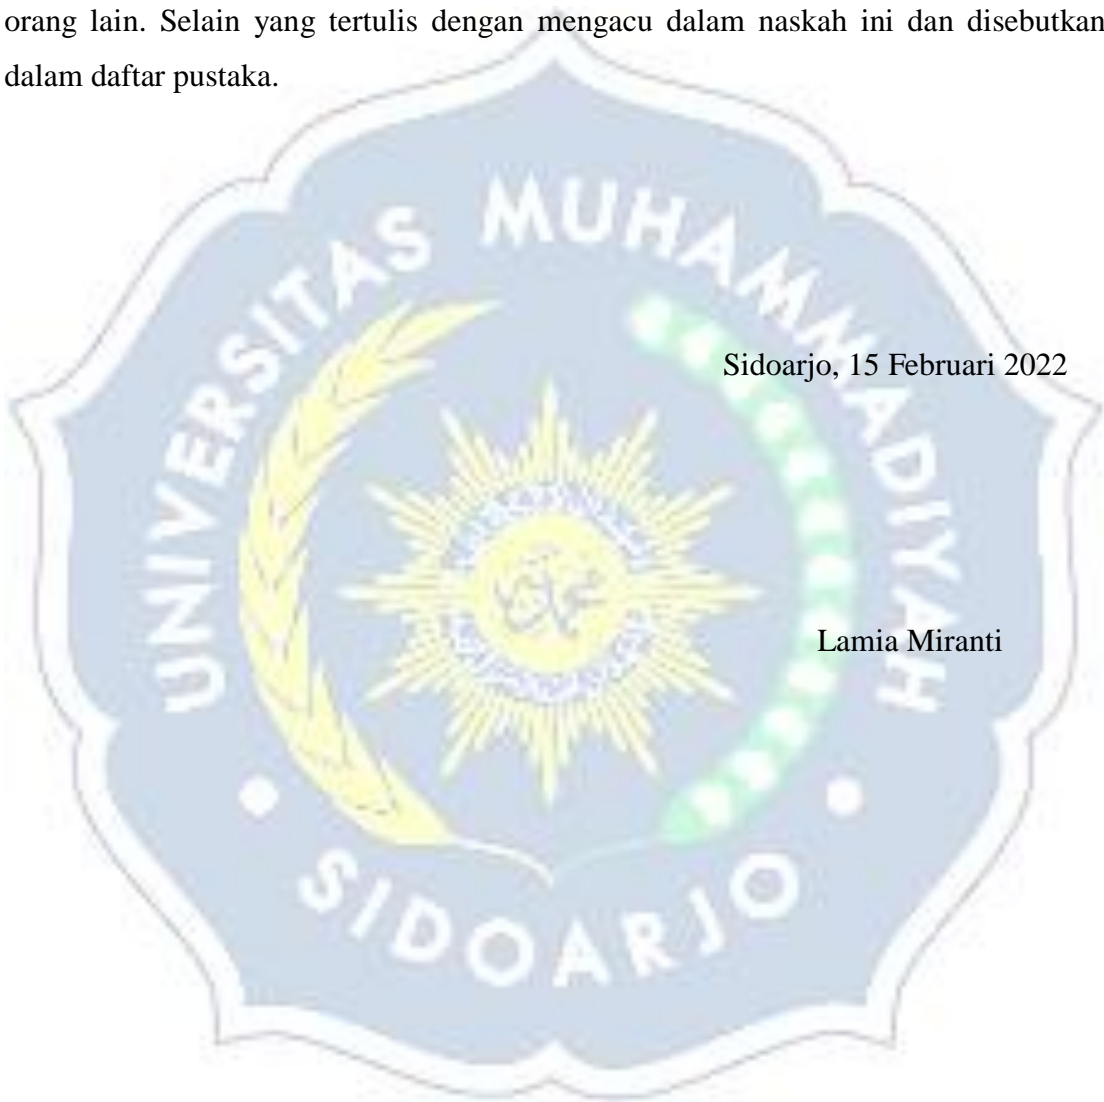 orang lain. Selain yang tertulis dengan mengacu dalam naskah ini dan disebutkan
dalam daftar pustaka.
UNIVERSITAS MUHAMMADIYAH
Sidoarjo, 15 Februari 2022
Lamia Miranti
SIDOARJO